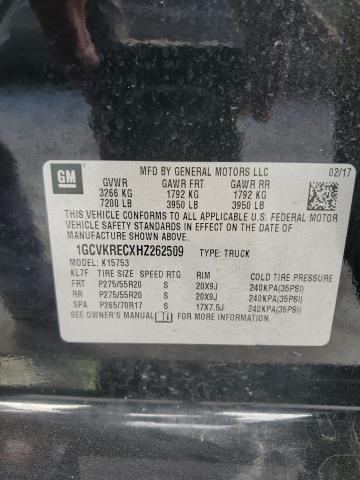 GM
MFD BY GENERAL MOTORS LLC 02/17
GVWR GAWR FRT GAWR RR
3266 KG 1792 KG 1792 KG
7200 LB 3950 LB 3950 LB
THIS VEHICLE CONFORMS TO ALL APPLICABLE U.S. FEDERAL MOTOR
VEHICLE SAFETY STANDARDS IN EFFECT ON THE DATE OF
MANUFACTURE SHOWN ABOVE.
1GCVKRECXHZ262509 TYPE: TRUCK
MODEL: K15753
KL7F TIRE SIZE SPEED RTG RIM COLD TIRE PRESSURE
FRT P275/55R20 S 20X9J 240KPA(35PSI)
RR P275/55R20 S 20X9J 240KPA(35PSI)
SPA P265/70R17 S 17X7.5J 240KPA(35PSI)
SEE OWNER'S MANUAL FOR MORE INFORMATION.